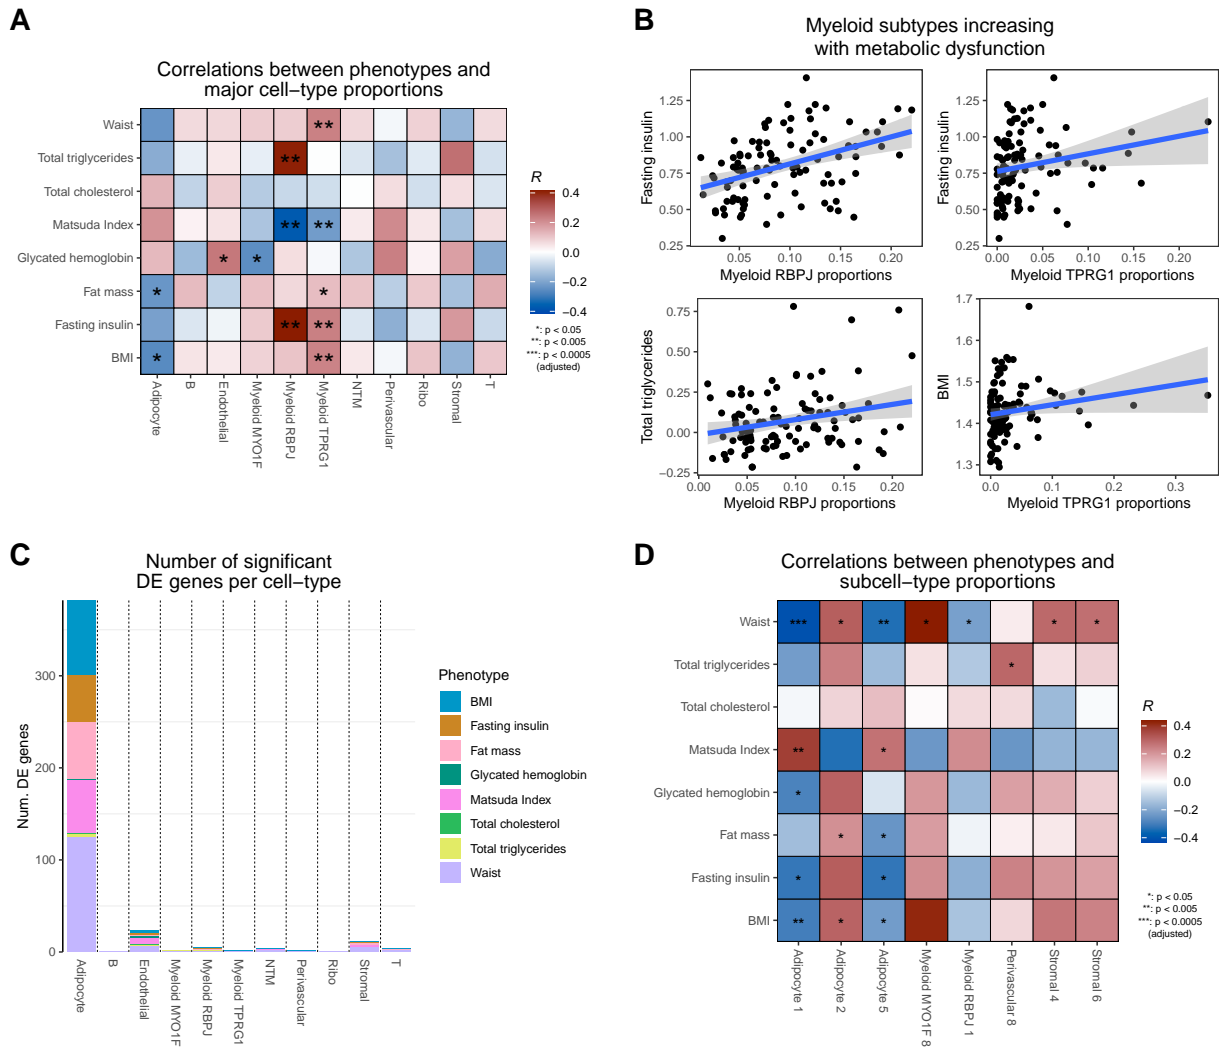 A
Correlations between phenotypes and
major cell−type proportions
Waist
Total triglycerides
Total cholesterol
Matsuda Index
Glycated hemoglobin
Fat mass
Fasting insulin
BMI
**
**
** **
* *
* *
** **
* **
Adipocyte
B
Endothelial
Myeloid MYO1F
Myeloid RBPJ
Myeloid TPRG1
NTM
Perivascular
Ribo
Stromal
T
R
0.4
0.2
0.0
−0.2
−0.4
*: p < 0.05
**: p < 0.005
***: p < 0.0005
(adjusted)
B
Myeloid subtypes increasing
with metabolic dysfunction
Fasting insulin
1.25
1.00
0.75
0.50
0.25
0.05 0.10 0.15 0.20
Myeloid RBPJ proportions
Fasting insulin
1.25
1.00
0.75
0.50
0.25
0.00 0.05 0.10 0.15 0.20
Myeloid TPRG1 proportions
Total triglycerides
0.75
0.50
0.25
0.00
−0.25
0.00 0.05 0.10 0.15 0.20
Myeloid RBPJ proportions
BMI
1.7
1.6
1.5
1.4
1.3
0.0 0.1 0.2 0.3
Myeloid TPRG1 proportions
C
Number of significant
DE genes per cell−type
Num. DE genes
300
200
100
0
Adipocyte
B
Endothelial
Myeloid MYO1F
Myeloid RBPJ
Myeloid TPRG1
NTM
Perivascular
Ribo
Stromal
T
Phenotype
BMI
Fasting insulin
Fat mass
Glycated hemoglobin
Matsuda Index
Total cholesterol
Total triglycerides
Waist
D
Correlations between phenotypes and
subcell−type proportions
Waist
Total triglycerides
Total cholesterol
Matsuda Index
Glycated hemoglobin
Fat mass
Fasting insulin
BMI
*** * ** * * * *
*
** *
*
* *
* *
** * *
Adipocyte 1
Adipocyte 2
Adipocyte 5
Myeloid MYO1F 8
Myeloid RBPJ 1
Perivascular 8
Stromal 4
Stromal 6
R
0.4
0.2
0.0
−0.2
−0.4
*: p < 0.05
**: p < 0.005
***: p < 0.0005
(adjusted)